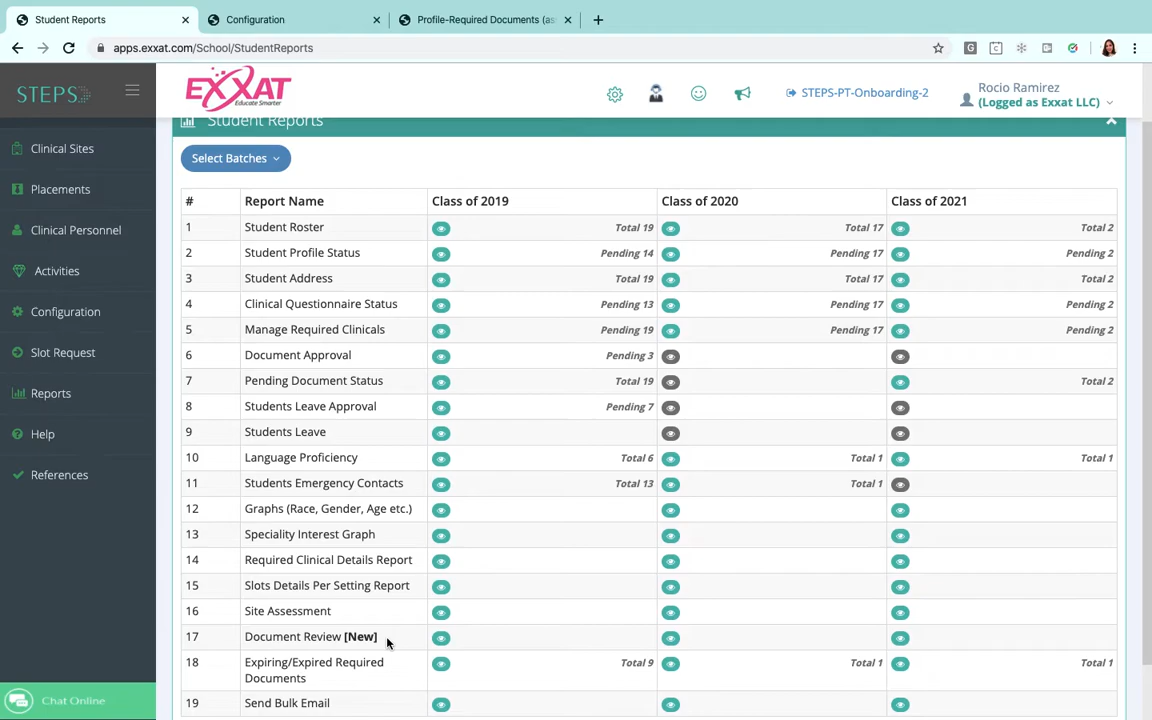 Student Reports
Configuration
Profile-Required Documents (as
apps.exxat.com/School/StudentReports
STEPS
EXXAT
Educate Smarter
STEPS-PT-Onboarding-2
Rocio Ramirez
(Logged as Exxat LLC)
Clinical Sites
Placements
Clinical Personnel
Activities
Configuration
Slot Request
Reports
Help
References
Chat Online
Student Reports
Select Batches
# Report Name Class of 2019 Class of 2020 Class of 2021
1 Student Roster Total 19 Total 17 Total 2
2 Student Profile Status Pending 14 Pending 17 Pending 2
3 Student Address Total 19 Total 17 Total 2
4 Clinical Questionnaire Status Pending 13 Pending 17 Pending 2
5 Manage Required Clinicals Pending 19 Pending 17 Pending 2
6 Document Approval Pending 3
7 Pending Document Status Total 19 Total 2
8 Students Leave Approval Pending 7
9 Students Leave
10 Language Proficiency Total 6 Total 1 Total 1
11 Students Emergency Contacts Total 13 Total 1
12 Graphs (Race, Gender, Age etc.)
13 Speciality Interest Graph
14 Required Clinical Details Report
15 Slots Details Per Setting Report
16 Site Assessment
17 Document Review [New]
18 Expiring/Expired Required Total 9 Total 1 Total 1
Documents
19 Send Bulk Email